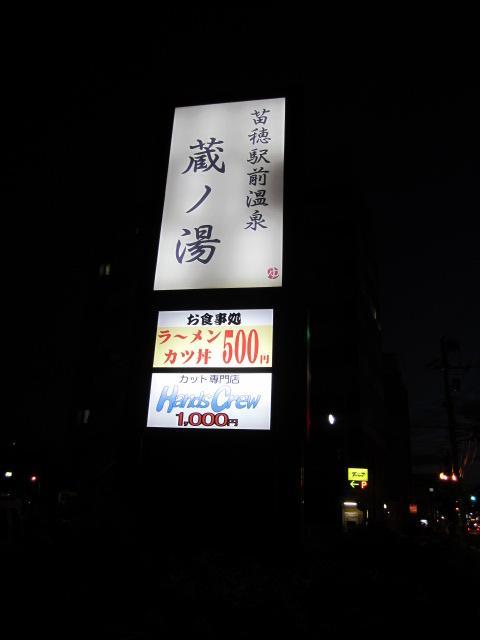 苗穂駅前温泉
蔵ノ湯
お食事処
ラ〜メン
カツ丼
500円
カット専門店
Hands Crew
1,000円
← P